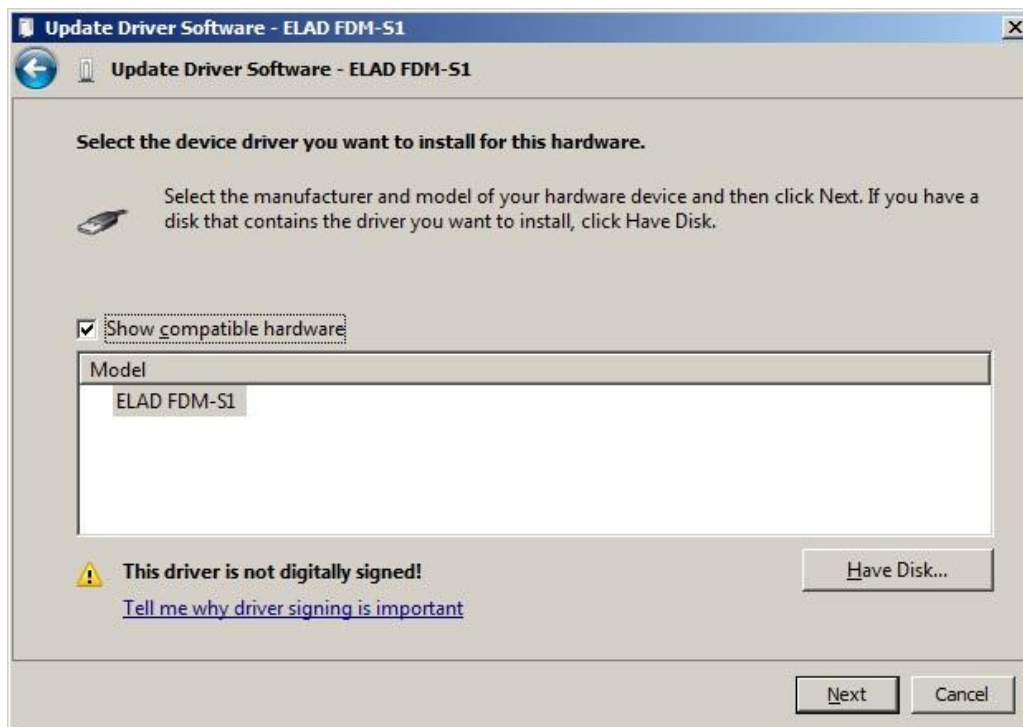 Update Driver Software - ELAD FDM-S1
Update Driver Software - ELAD FDM-S1
Select the device driver you want to install for this hardware.
Select the manufacturer and model of your hardware device and then click Next. If you have a
disk that contains the driver you want to install, click Have Disk.
Show compatible hardware
Model
ELAD FDM-S1
This driver is not digitally signed!
Have Disk...
Tell me why driver signing is important
Next
Cancel